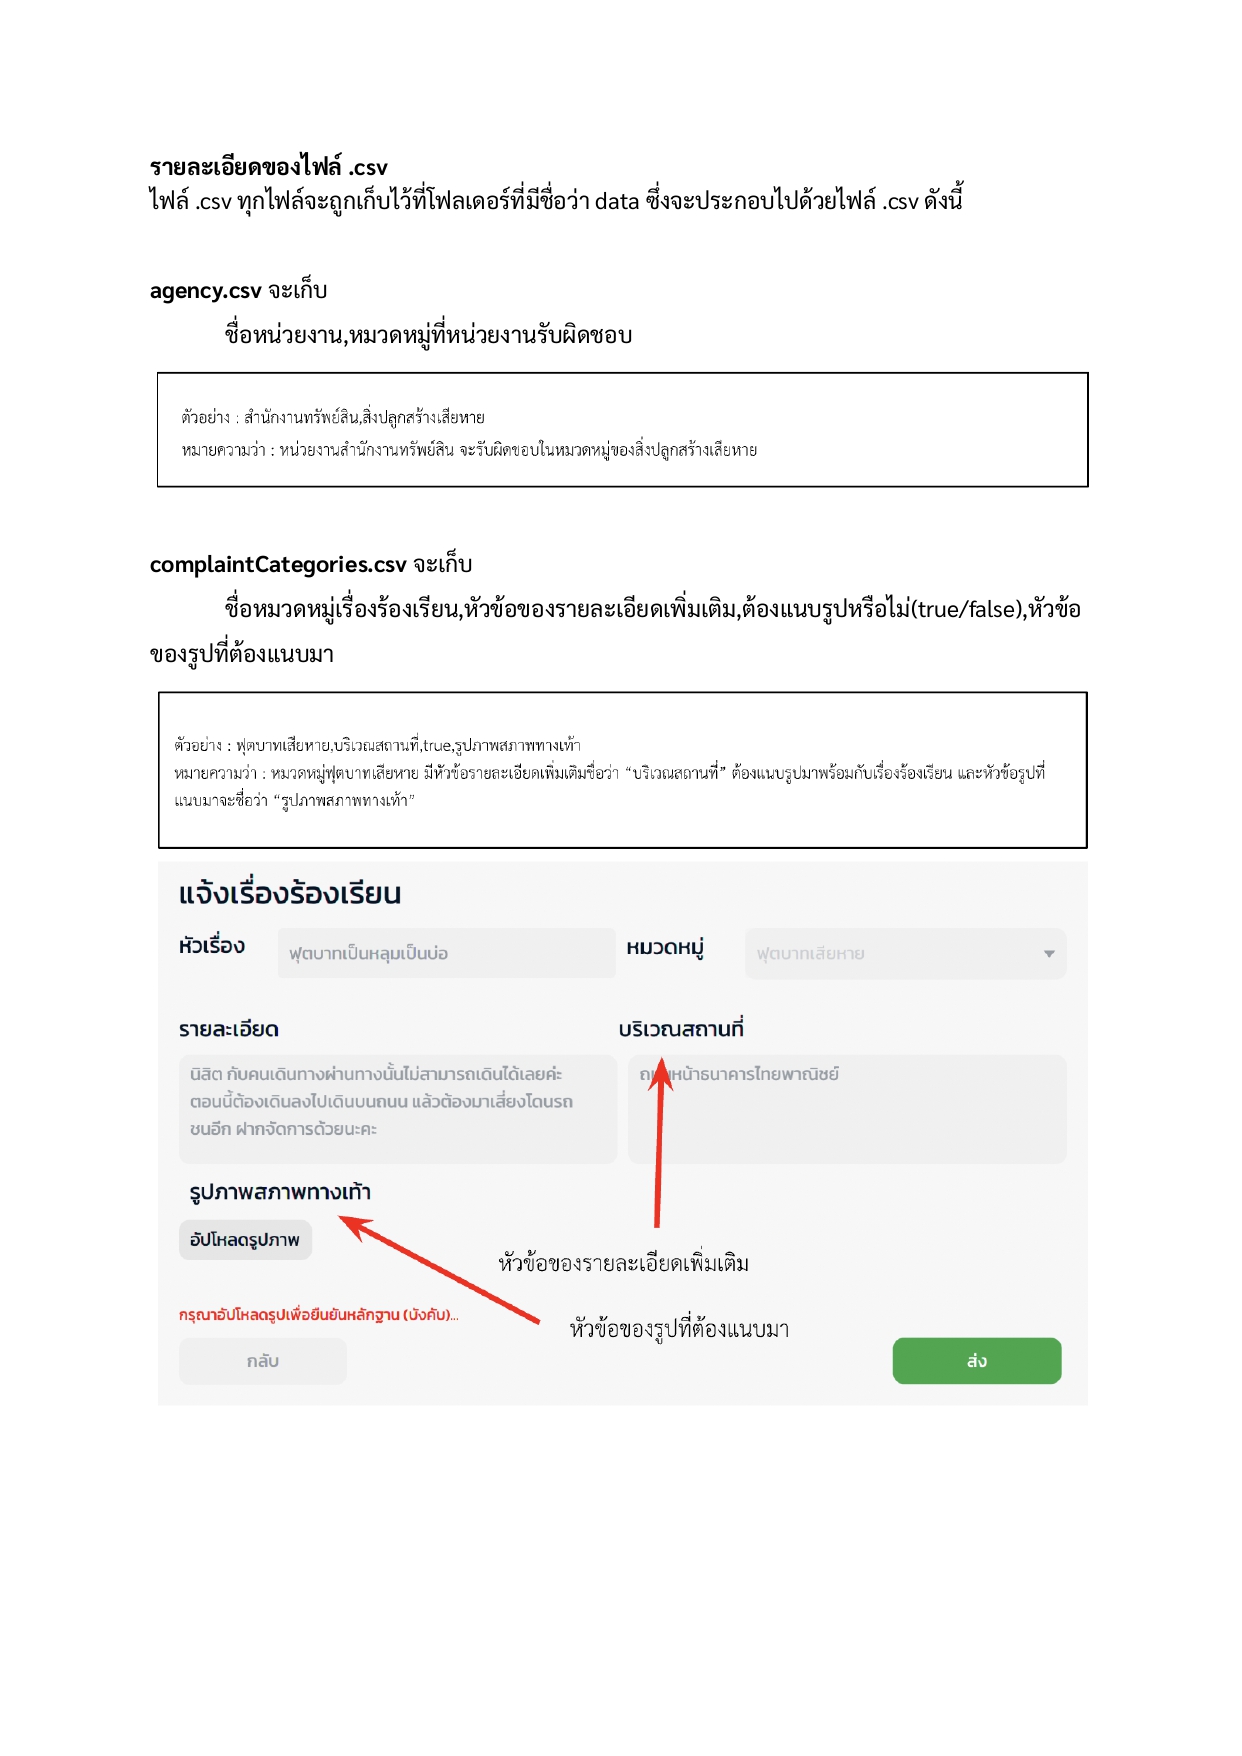 รายละเอียดของไฟล์ .csv
ไฟล์ .csv ทุกไฟล์จะถูกเก็บไว้ที่โฟลเดอร์ที่มีชื่อว่า data ซึ่งจะประกอบไปด้วยไฟล์ .csv ดังนี้
agency.csv จะเก็บ
ชื่อหน่วยงาน,หมวดหมู่ที่หน่วยงานรับผิดชอบ
ตัวอย่าง : สำนักงานทรัพย์สิน,สิ่งปลูกสร้างเสียหาย
หมายความว่า : หน่วยงานสำนักงานทรัพย์สิน จะรับผิดชอบในหมวดหมู่ของสิ่งปลูกสร้างเสียหาย
complaintCategories.csv จะเก็บ
ชื่อหมวดหมู่เรื่องร้องเรียน,หัวข้อของรายละเอียดเพิ่มเติม,ต้องแนบรูปหรือไม่(true/false),หัวข้อ
ของรูปที่ต้องแนบมา
ตัวอย่าง : ฟุตบาทเสียหาย,บริเวณสถานที่,true,รูปภาพสภาพทางเท้า
หมายความว่า : หมวดหมู่ฟุตบาทเสียหาย มีหัวข้อรายละเอียดเพิ่มเติมชื่อว่า “บริเวณสถานที่” ต้องแนบรูปมาพร้อมกับเรื่องร้องเรียน และหัวข้อรูปที่
แนบมาจะชื่อว่า “รูปภาพสภาพทางเท้า”
แจ้งเรื่องร้องเรียน
หัวเรื่อง ฟุตบาทเป็นหลุมเป็นบ่อ หมวดหมู่ ฟุตบาทเสียหาย
รายละเอียด บริเวณสถานที่
นิสิต กับคนเดินทางผ่านทางนั้นไม่สามารถเดินได้เลยค่ะ
ตอนนี้ต้องเดินลงไปเดินบนถนน แล้วต้องมาเสี่ยงโดนรถ
ชนอีก ฝากจัดการด้วยนะคะ
หน้าธนาคารไทยพาณิชย์
รูปภาพสภาพทางเท้า
อัปโหลดรูปภาพ
หัวข้อของรายละเอียดเพิ่มเติม
กรุณาอัปโหลดรูปเพื่อยืนยันหลักฐาน (บังคับ)...
หัวข้อของรูปที่ต้องแนบมา
กลับ ส่ง